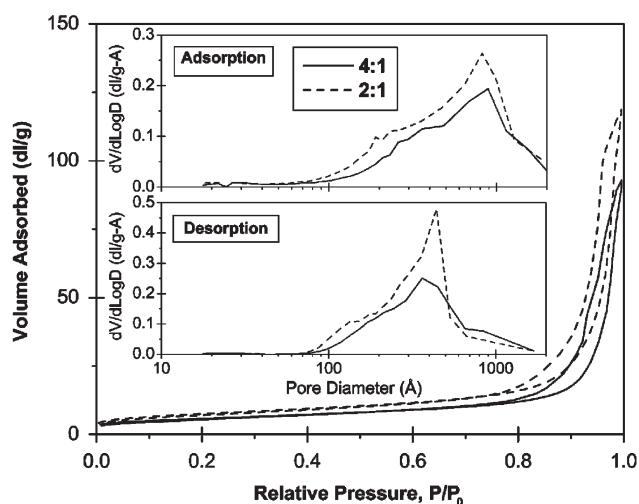 150
100
50
0
Volume Adsorbed (dl/g)
0.0 0.2 0.4 0.6 0.8 1.0
Relative Pressure, P/P0
Adsorption
4:1
2:1
0.3
0.2
0.1
0.0
dV/dLogD (dl/g-A)
Desorption
0.5
0.4
0.3
0.2
0.1
0.0
dV/dLogD (dl/g-A)
10 100 1000
Pore Diameter (Å)